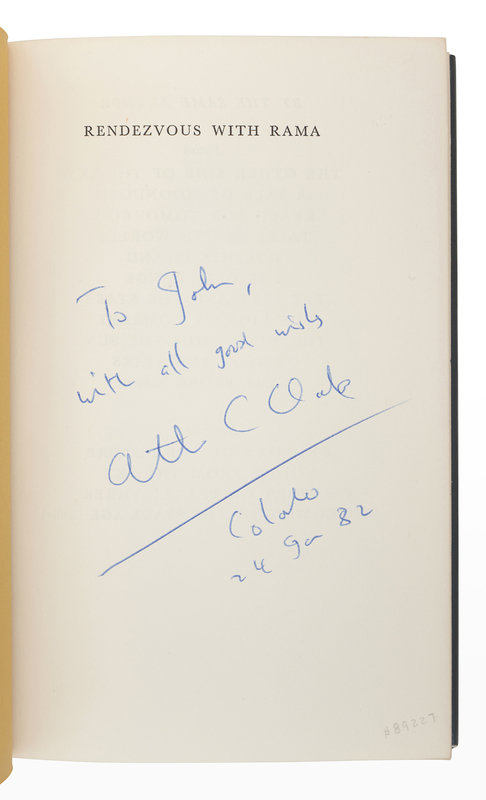 RENDEZVOUS WITH RAMA
To John,
with all good wishes
Arthur C Clarke
Colombo
24 Jan 82
#89227